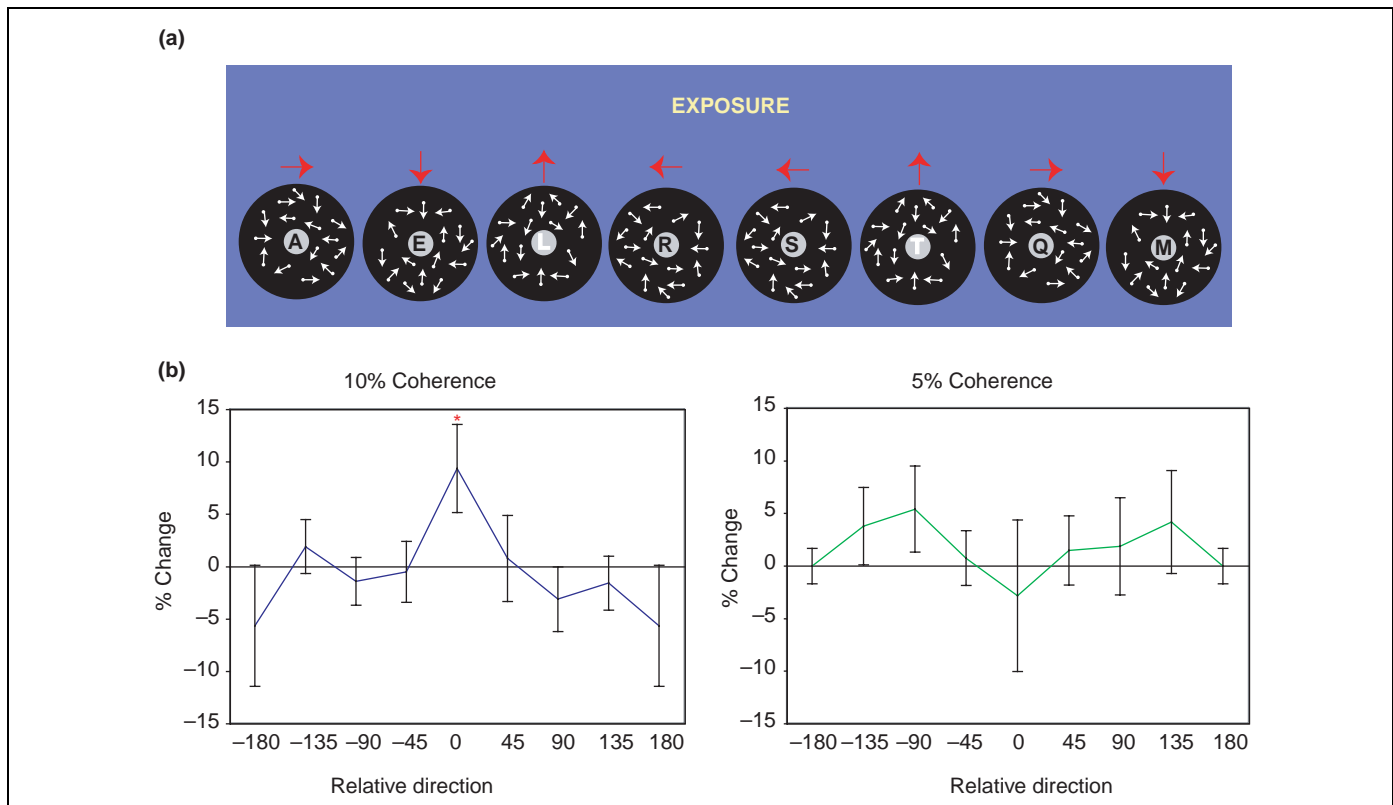 (a)
EXPOSURE
A E L R S T Q M
(b)
10% Coherence
15
10
5
0
–5
–10
–15
% Change
*
–180 –135 –90 –45 0 45 90 135 180
Relative direction
5% Coherence
15
10
5
0
–5
–10
–15
% Change
–180 –135 –90 –45 0 45 90 135 180
Relative direction